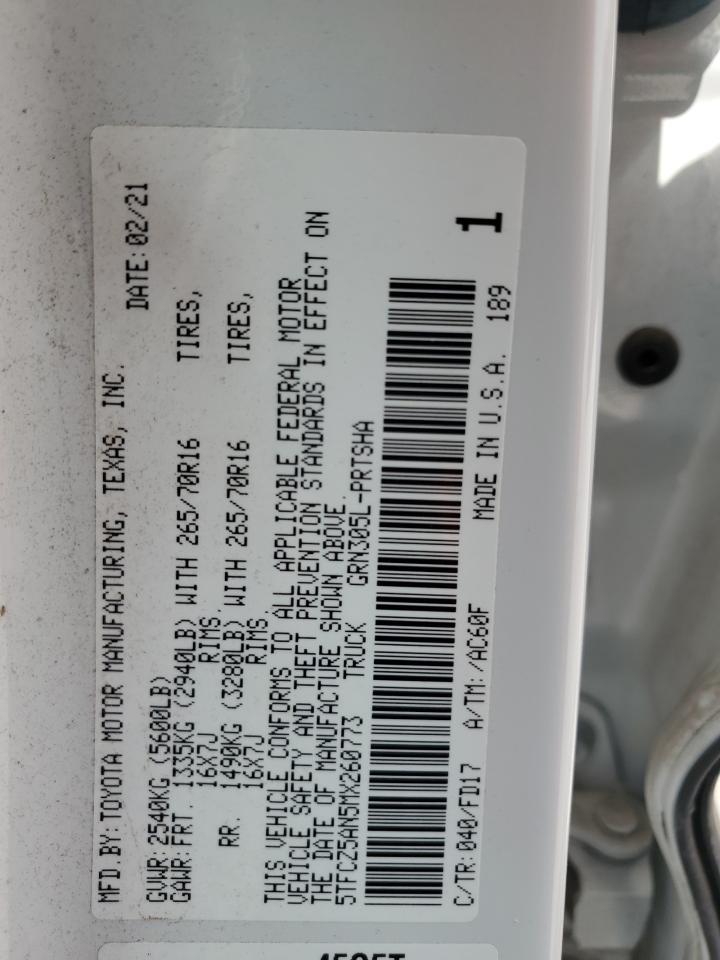 MFD.BY:TOYOTA MOTOR MANUFACTURING, TEXAS, INC.
DATE:02/21
GVWR:2540KG (5600LB)
GAWR:FRT. 1335KG (2940LB) WITH 265/70R16 TIRES,
16X7J RIMS.
RR. 1490KG (3280LB) WITH 265/70R16 TIRES,
16X7J RIMS.
THIS VEHICLE CONFORMS TO ALL APPLICABLE FEDERAL MOTOR
VEHICLE SAFETY AND THEFT PREVENTION STANDARDS IN EFFECT ON
THE DATE OF MANUFACTURE SHOWN ABOVE.
5TFCZ5AN5MX260773 TRUCK GRN305L-PRTSHA
1
C/TR:040/FD17 A/TM:/AC60F MADE IN U.S.A. 189